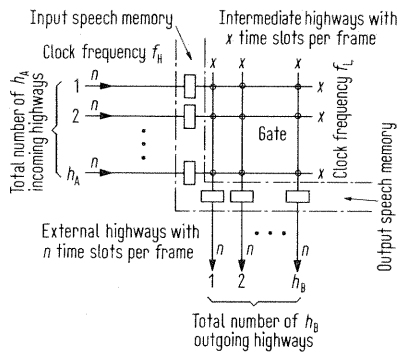 Input speech memory
Intermediate highways with
x time slots per frame
Clock frequency f_H
x x x
Total number of h_A
incoming highways
1 n x
2 n x
h_A n x
Gate
Clock frequency f_L
External highways with
n time slots per frame
Output speech memory
n n n
1 2 h_B
Total number of h_B
outgoing highways